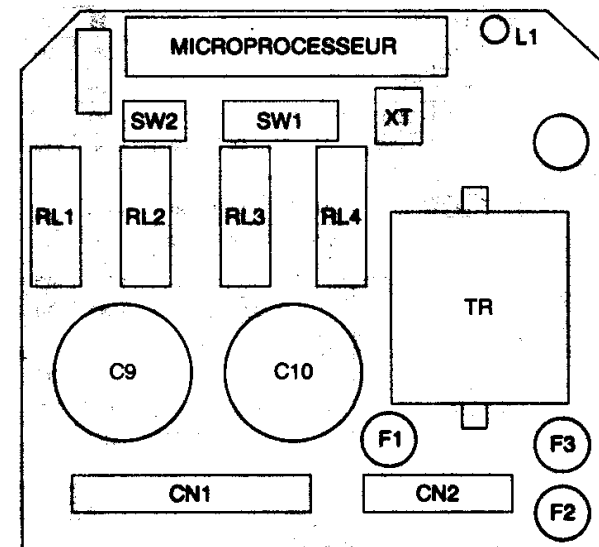 MICROPROCESSEUR
L1
SW2 SW1 XT
RL1 RL2 RL3 RL4
TR
C9 C10
F1 F3
CN1 CN2 F2